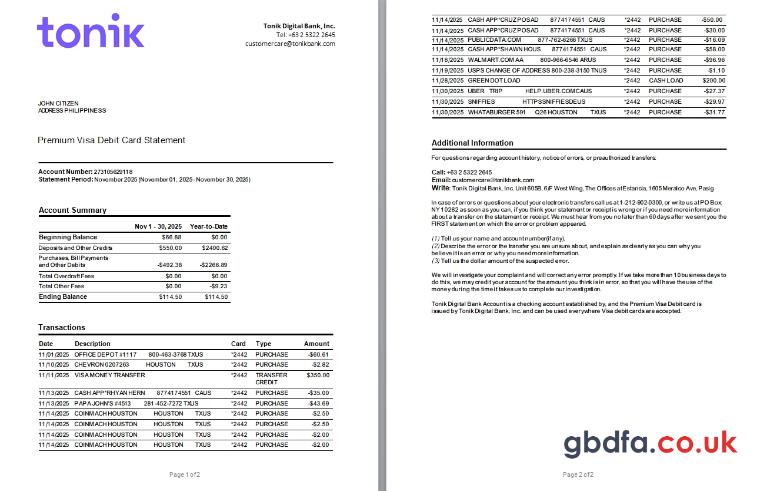 tonik
Tonik Digital Bank, Inc.
Tel: +63 2 5322 2645
customercare@tonikbank.com
JOHN CITIZEN
ADDRESS PHILIPPINESS
Premium Visa Debit Card Statement
Account Number: 273105629118
Statement Period: November 2025 (November 01, 2025 - November 30, 2025)
Account Summary
Nov 1 - 30, 2025 Year-to-Date
Beginning Balance $56.88 $0.00
Deposits and Other Credits $550.00 $2400.62
Purchases, Bill Payments
and Other Debits -$492.38 -$2266.89
Total Overdraft Fees $0.00 $0.00
Total Other Fees $0.00 -$9.23
Ending Balance $114.50 $114.50
Transactions
Date Description Card Type Amount
11/01/2025 OFFICE DEPOT #1117 800-463-3768 TXUS *2442 PURCHASE -$60.61
11/10/2025 CHEVRON 0207263 HOUSTON TXUS *2442 PURCHASE -$2.82
11/11/2025 VISA MONEY TRANSFER *2442 TRANSFER CREDIT $350.00
11/13/2025 CASH APP*RHYAN HERN 8774174551 CAUS *2442 PURCHASE -$35.00
11/13/2025 PAPA JOHN'S #4513 281-452-7272 TXUS *2442 PURCHASE -$43.69
11/14/2025 COINMACH HOUSTON HOUSTON TXUS *2442 PURCHASE -$2.50
11/14/2025 COINMACH HOUSTON HOUSTON TXUS *2442 PURCHASE -$2.50
11/14/2025 COINMACH HOUSTON HOUSTON TXUS *2442 PURCHASE -$2.00
11/14/2025 COINMACH HOUSTON HOUSTON TXUS *2442 PURCHASE -$2.00
Page 1 of 2
11/14/2025 CASH APP*CRUZ POSAD 8774174551 CAUS *2442 PURCHASE -$50.00
11/14/2025 CASH APP*CRUZ POSAD 8774174551 CAUS *2442 PURCHASE -$30.00
11/14/2025 PUBLICDATA.COM 877-762-6266 TXUS *2442 PURCHASE -$16.09
11/14/2025 CASH APP*SHAWN HOUS 8774174551 CAUS *2442 PURCHASE -$58.00
11/18/2025 WALMART.COM AA 800-966-6546 ARUS *2442 PURCHASE -$96.96
11/19/2025 USPS CHANGE OF ADDRESS 800-238-3150 TNUS *2442 PURCHASE -$1.10
11/28/2025 GREEN DOT LOAD *2442 CASH LOAD $200.00
11/30/2025 UBER TRIP HELP.UBER.COMCAUS *2442 PURCHASE -$27.37
11/30/2025 SNIFFIES HTTPSSNIFFIESDEUS *2442 PURCHASE -$29.97
11/30/2025 WHATABURGER 591 Q26 HOUSTON TXUS *2442 PURCHASE -$31.77
Additional Information
For questions regarding account history, notice of errors, or preauthorized transfers:
Call: +63 2 5322 2645
Email: customercare@tonikbank.com
Write: Tonik Digital Bank, Inc. Unit 605B, 6/F West Wing, The Offices at Estancia, 1605 Meralco Ave, Pasig
In case of errors or questions about your electronic transfers call us at 1-212-902-0300, or write us at PO Box
NY 10282 as soon as you can, if you think your statement or receipt is wrong or if you need more information
about a transfer on the statement or receipt. We must hear from you no later than 60 days after we sent you the
FIRST statement on which the error or problem appeared.
(1) Tell us your name and account number (if any).
(2) Describe the error or the transfer you are unsure about, and explain as clearly as you can why you
believe it is an error or why you need more information.
(3) Tell us the dollar amount of the suspected error.
We will investigate your complaint and will correct any error promptly. If we take more than 10 business days to
do this, we may credit your account for the amount you think is in error, so that you will have the use of the
money during the time it takes us to complete our investigation.
Tonik Digital Bank Account is a checking account established by, and the Premium Visa Debit card is
issued by Tonik Digital Bank, Inc. and can be used everywhere Visa debit cards are accepted.
gbdfa.co.uk
Page 2 of 2